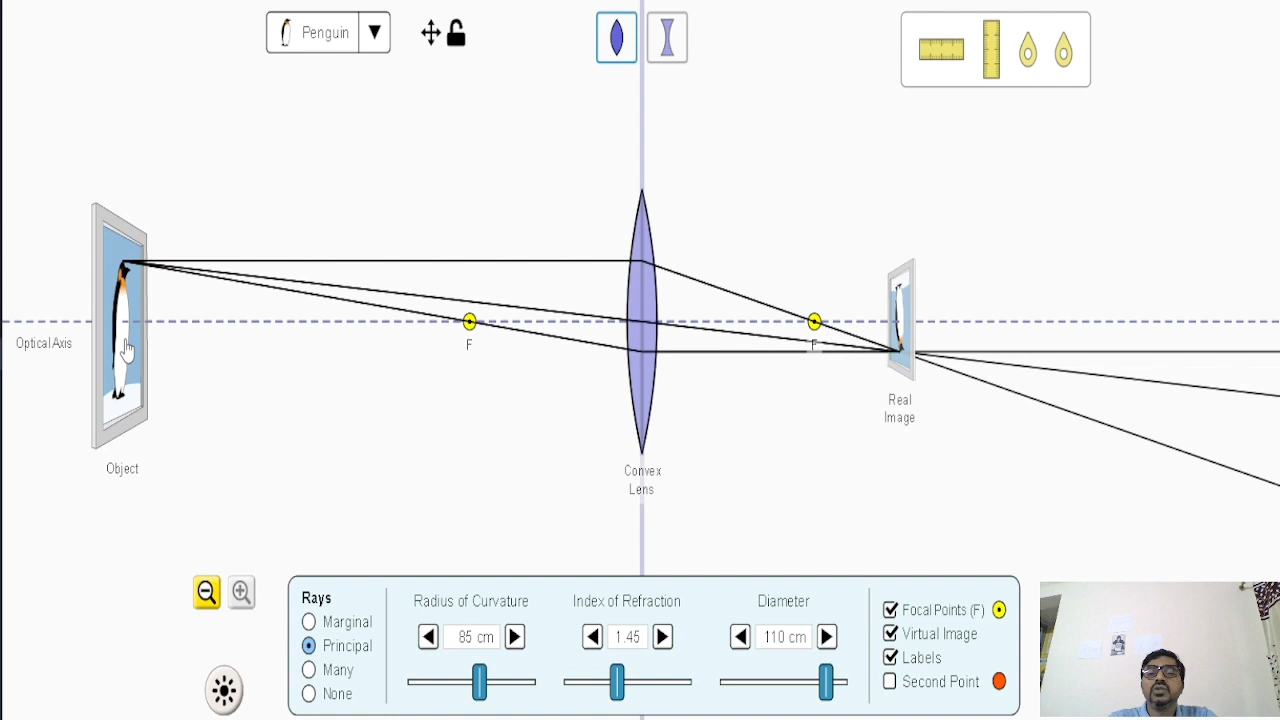 Penguin
Optical Axis
F
F
Real
Image
Object
Convex
Lens
Rays
Marginal
Principal
Many
None
Radius of Curvature
85 cm
Index of Refraction
1.45
Diameter
110 cm
Focal Points (F)
Virtual Image
Labels
Second Point